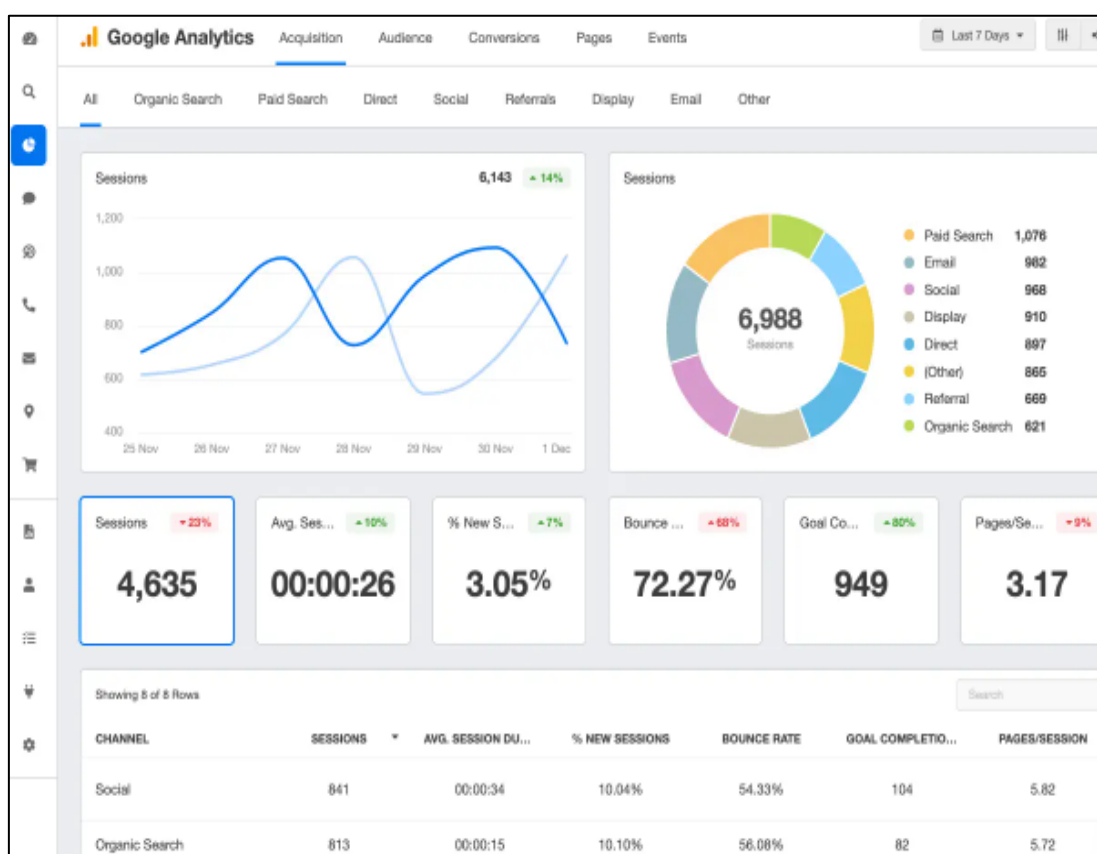 Google Analytics Acquisition Audience Conversions Pages Events Last 7 Days
All Organic Search Paid Search Direct Social Referrals Display Email Other
Sessions 6,143 14%
1,200
1,000
800
600
400
25 Nov 26 Nov 27 Nov 28 Nov 29 Nov 30 Nov 1 Dec
Sessions
6,988
Sessions
Paid Search 1,076
Email 982
Social 968
Display 910
Direct 897
(Other) 865
Referral 669
Organic Search 621
Sessions 23%
4,635
Avg. Ses... 10%
00:00:26
% New S... 7%
3.05%
Bounce ... 68%
72.27%
Goal Co... 80%
949
Pages/Se... 9%
3.17
Showing 8 of 8 Rows Search
CHANNEL SESSIONS AVG. SESSION DU... % NEW SESSIONS BOUNCE RATE GOAL COMPLETIO... PAGES/SESSION
Social 841 00:00:34 10.04% 54.33% 104 5.82
Organic Search 813 00:00:15 10.10% 56.08% 82 5.72